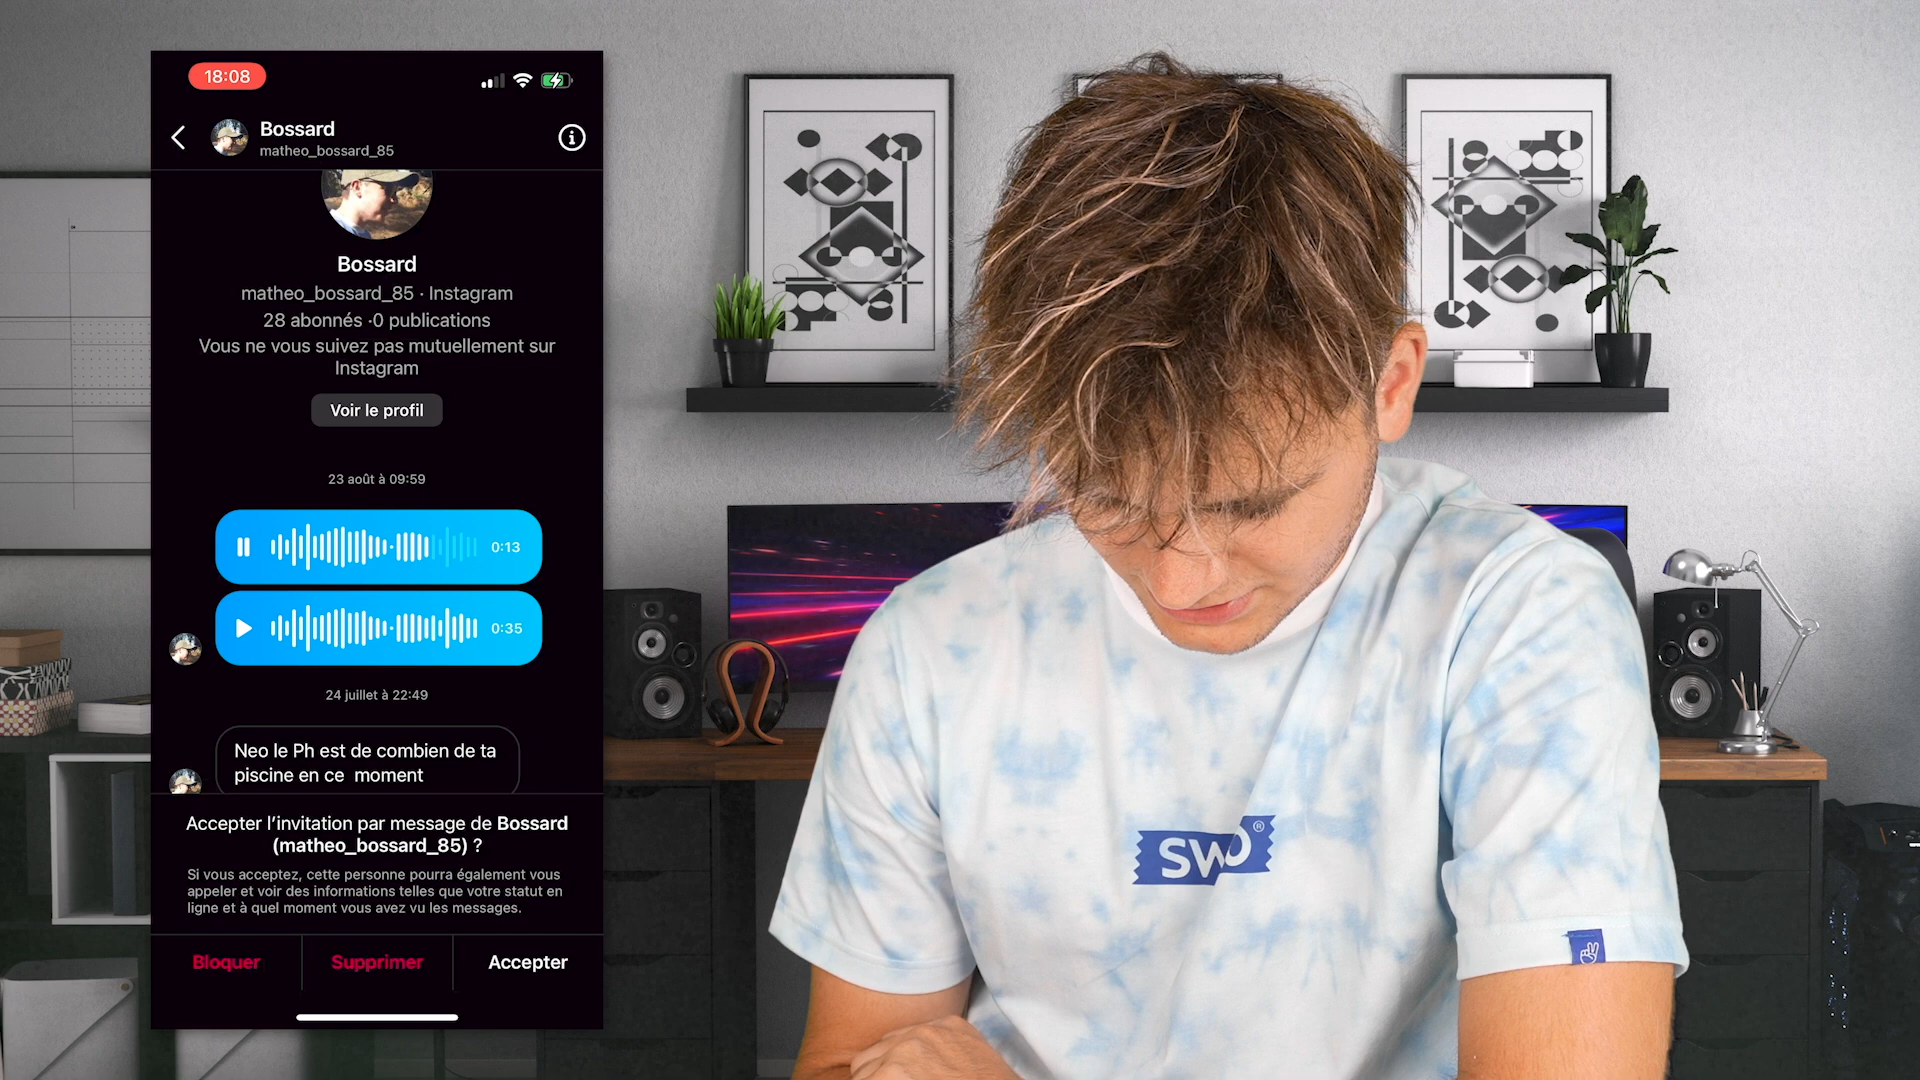 18:08
Bossard
matheo_bossard_85
Bossard
matheo_bossard_85 · Instagram
28 abonnés ·0 publications
Vous ne vous suivez pas mutuellement sur
Instagram
Voir le profil
23 août à 09:59
0:13
0:35
24 juillet à 22:49
Neo le Ph est de combien de ta
piscine en ce  moment
Accepter l’invitation par message de Bossard
(matheo_bossard_85) ?
Si vous acceptez, cette personne pourra également vous
appeler et voir des informations telles que votre statut en
ligne et à quel moment vous avez vu les messages.
Bloquer
Supprimer
Accepter
SWO®